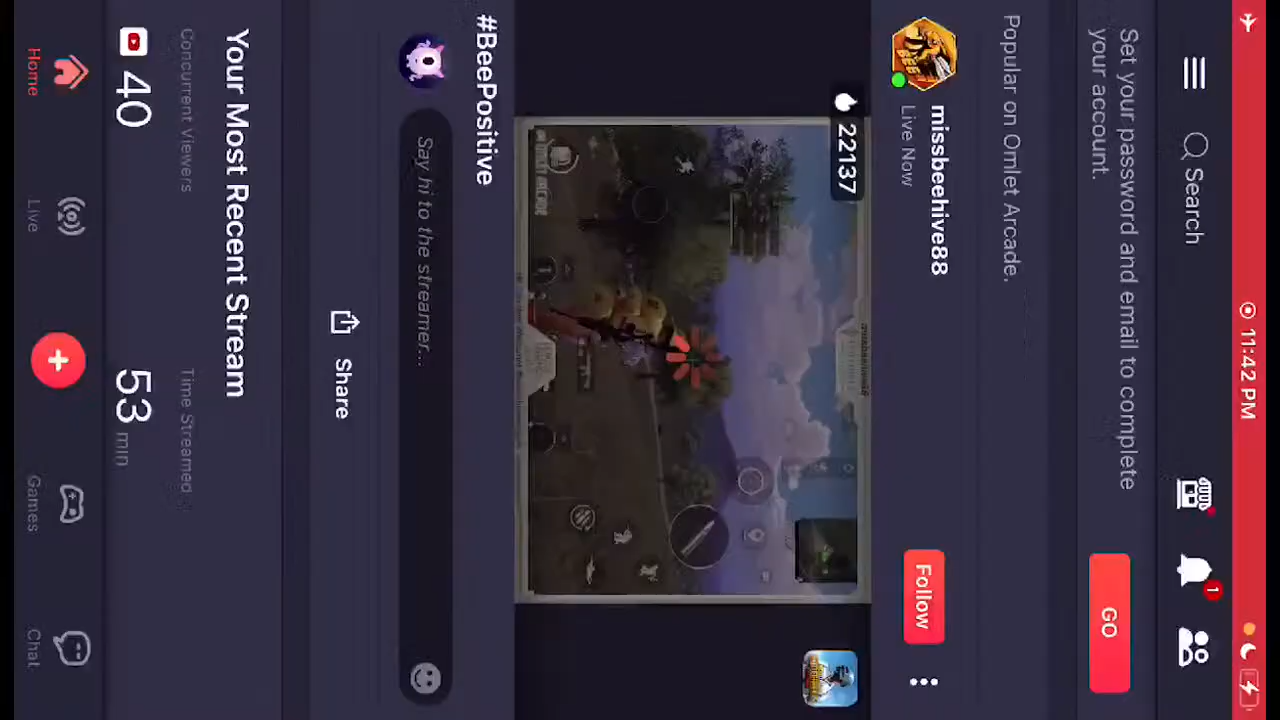 11:42 PM
Search
1
Set your password and email to complete
your account.
GO
Popular on Omlet Arcade.
missbeehive88
Live Now
Follow
22137
#BeePositive
Say hi to the streamer...
Share
Your Most Recent Stream
Concurrent Viewers
Time Streamed
40
53 min
Home
Live
Games
Chat